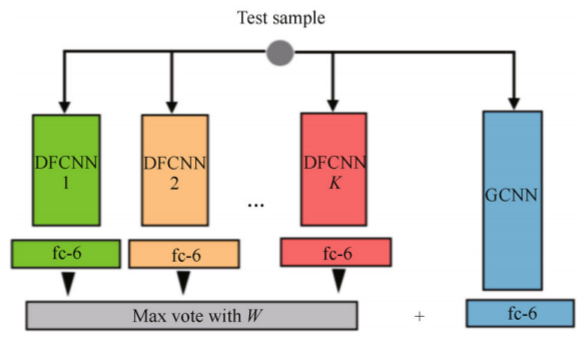 Test sample
DFCNN
1
DFCNN
2
...
DFCNN
K
GCNN
fc-6
fc-6
fc-6
Max vote with W
+
fc-6